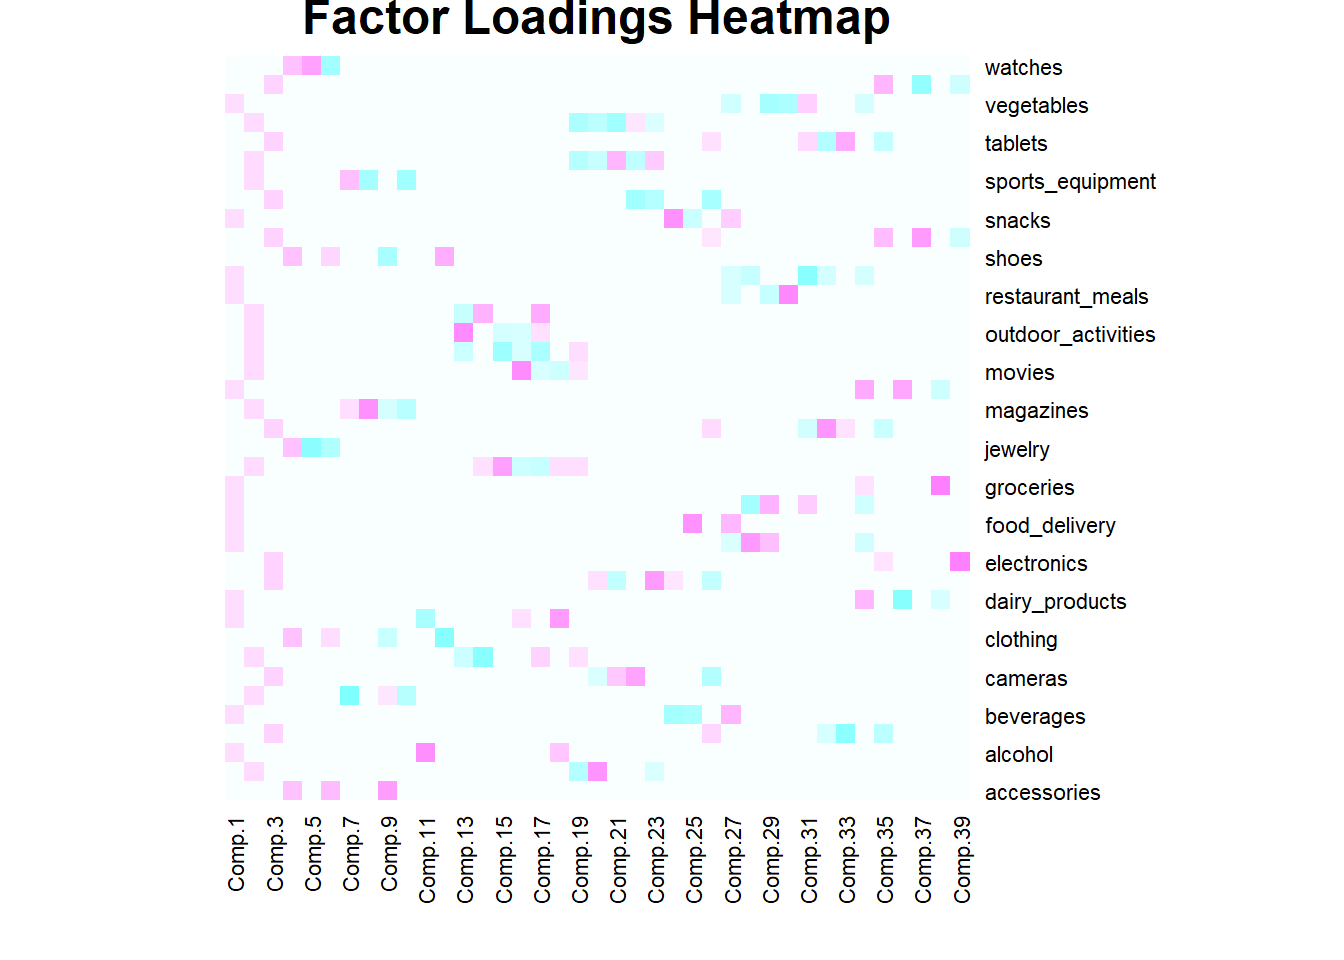 Factor Loadings Heatmap
watches
vegetables
tablets
sports_equipment
snacks
shoes
restaurant_meals
outdoor_activities
movies
magazines
jewelry
groceries
food_delivery
electronics
dairy_products
clothing
cameras
beverages
alcohol
accessories
Comp.1
Comp.3
Comp.5
Comp.7
Comp.9
Comp.11
Comp.13
Comp.15
Comp.17
Comp.19
Comp.21
Comp.23
Comp.25
Comp.27
Comp.29
Comp.31
Comp.33
Comp.35
Comp.37
Comp.39